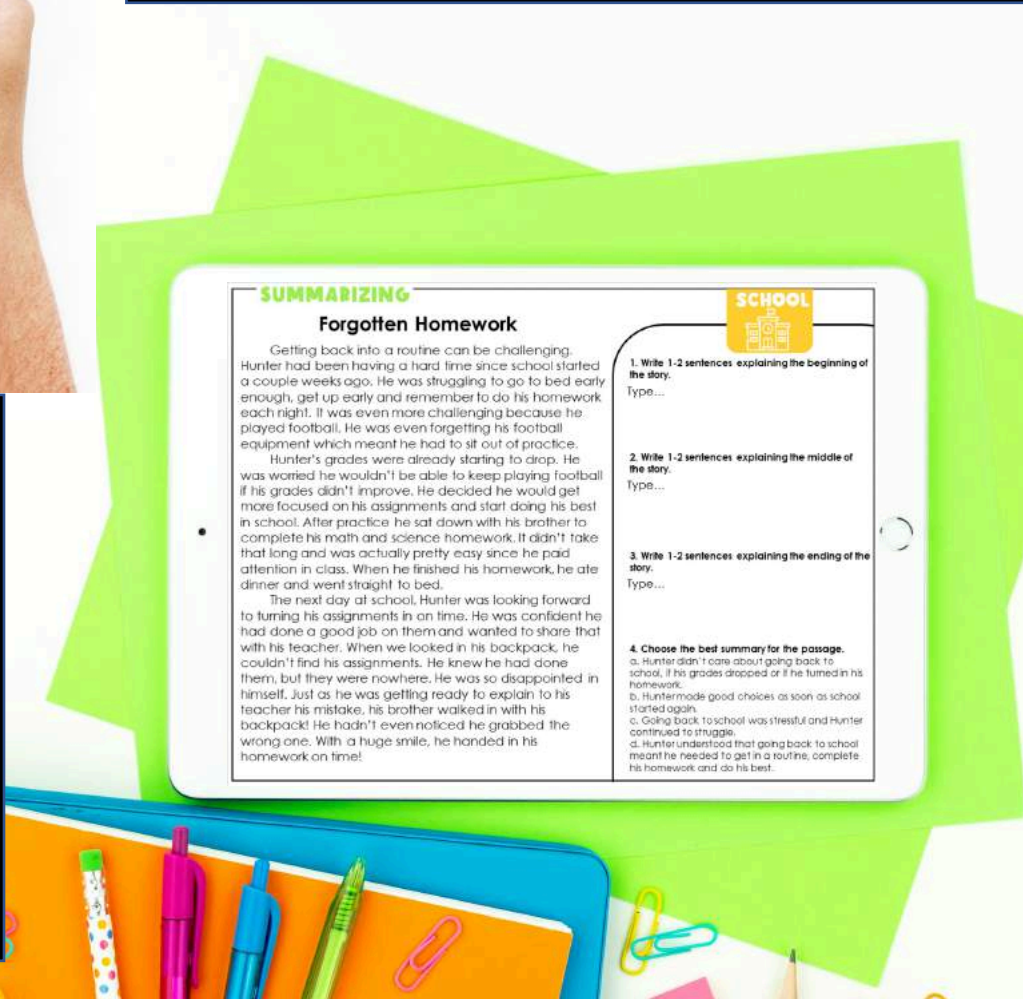 SUMMARIZING
Forgotten Homework
Getting back into a routine can be challenging.
Hunter had been having a hard time since school started
a couple weeks ago. He was struggling to go to bed early
enough, get up early and remember to do his homework
each night. It was even more challenging because he
played football. He was even forgetting his football
equipment which meant he had to sit out of practice.
Hunter's grades were already starting to drop. He
was worried he wouldn't be able to keep playing football
if his grades didn't improve. He decided he would get
more focused on his assignments and start doing his best
in school. After practice he sat down with his brother to
complete his math and science homework. It didn't take
that long and was actually pretty easy since he paid
attention in class. When he finished his homework, he ate
dinner and went straight to bed.
The next day at school, Hunter was looking forward
to turning his assignments in on time. He was confident he
had done a good job on them and wanted to share that
with his teacher. When we looked in his backpack, he
couldn't find his assignments. He knew he had done
them, but they were nowhere. He was so disappointed in
himself. Just as he was getting ready to explain to his
teacher his mistake, his brother walked in with his
backpack! He hadn't even noticed he grabbed the
wrong one. With a huge smile, he handed in his
homework on time!
SCHOOL
1. Write 1-2 sentences explaining the beginning of
the story.
Type...
2. Write 1-2 sentences explaining the middle of
the story.
Type...
3. Write 1-2 sentences explaining the ending of the
story.
Type...
4. Choose the best summary for the passage.
a. Hunter didn't care about going back to
school, if his grades dropped or if he turned in his
homework.
b. Hunter made good choices as soon as school
started again.
c. Going back to school was stressful and Hunter
continued to struggle.
d. Hunter understood that going back to school
meant he needed to get in a routine, complete
his homework and do his best.